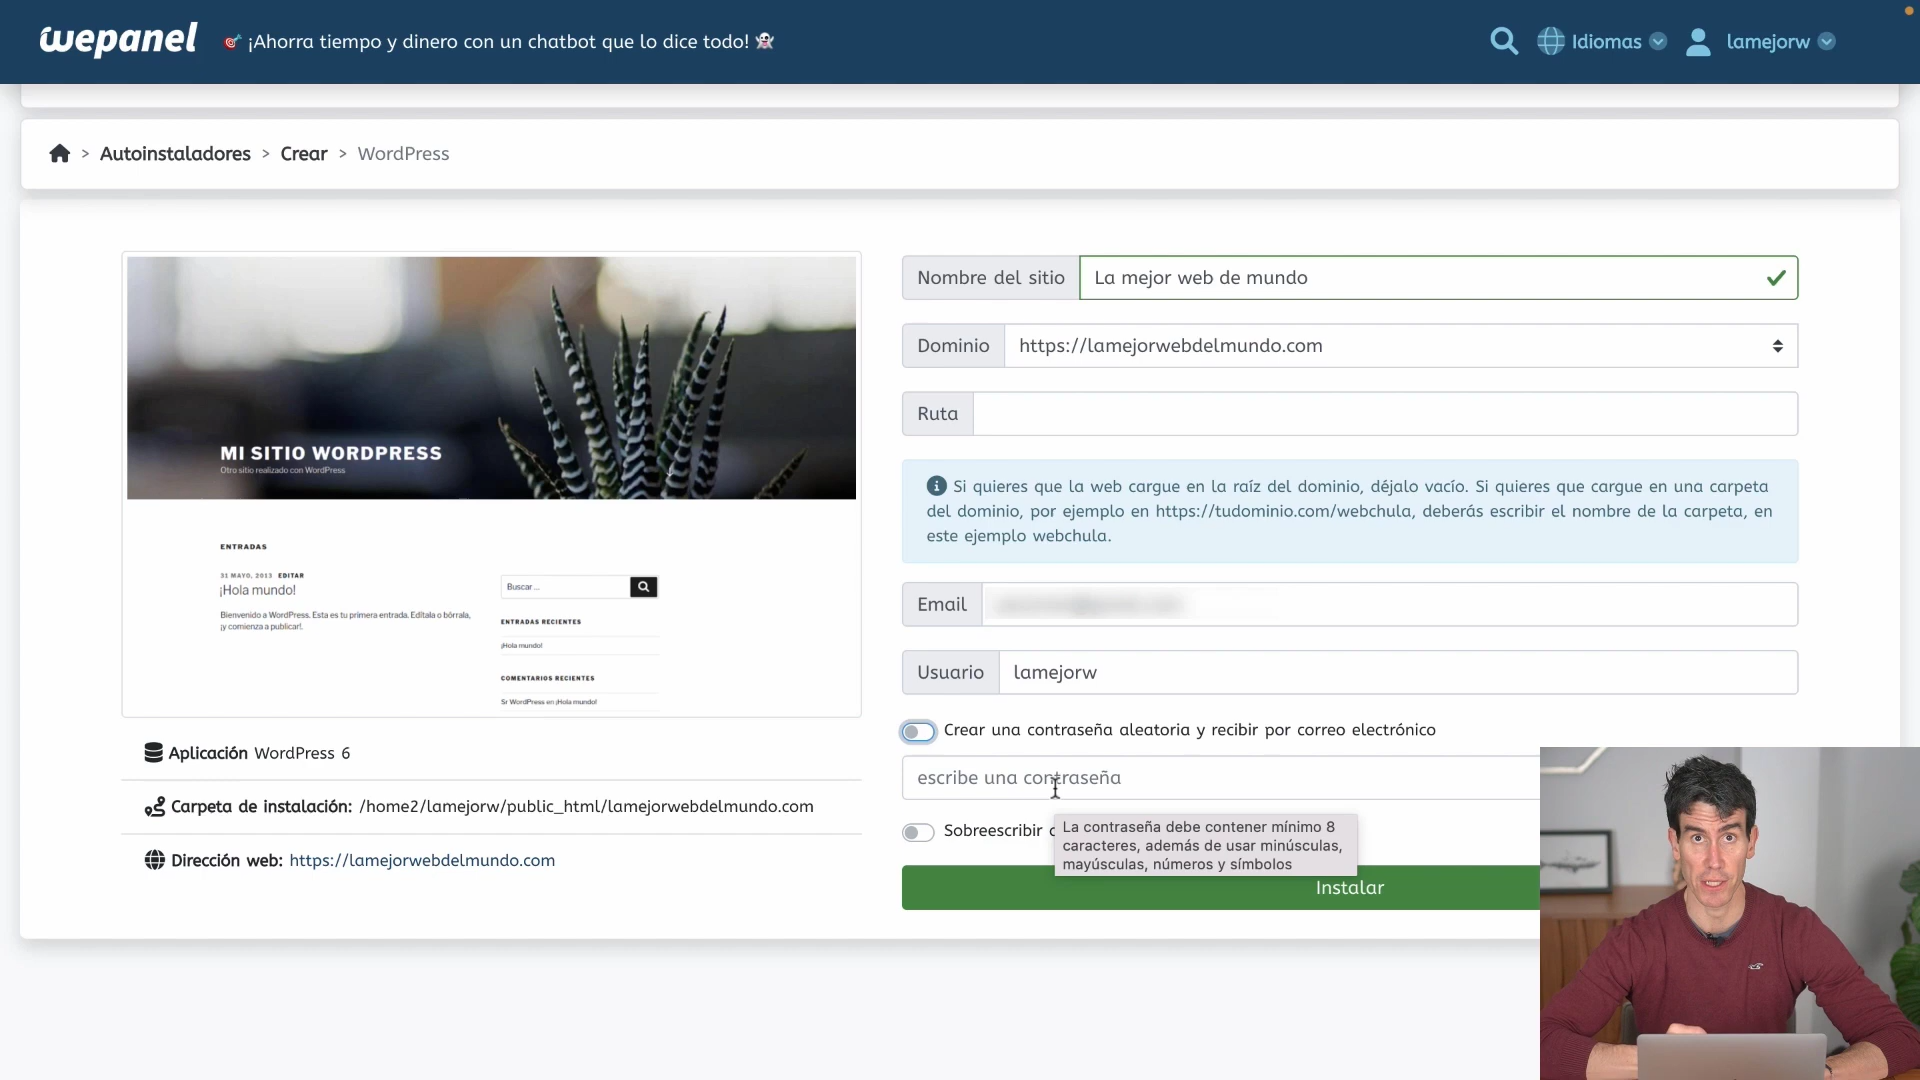 wepanel
🎯 ¡Ahorra tiempo y dinero con un chatbot que lo dice todo! 👻
Idiomas
lamejorw
> Autoinstaladores > Crear > WordPress
MI SITIO WORDPRESS
Otro sitio realizado con WordPress
ENTRADAS
31 MAYO, 2013 EDITAR
¡Hola mundo!
Bienvenido a WordPress. Esta es tu primera entrada. Edítala o bórrala,
¡y comienza a publicar!.
Buscar ...
ENTRADAS RECIENTES
¡Hola mundo!
COMENTARIOS RECIENTES
Sr WordPress en ¡Hola mundo!
Aplicación WordPress 6
Carpeta de instalación: /home2/lamejorw/public_html/lamejorwebdelmundo.com
Dirección web: https://lamejorwebdelmundo.com
Nombre del sitio La mejor web de mundo
Dominio https://lamejorwebdelmundo.com
Ruta
Si quieres que la web cargue en la raíz del dominio, déjalo vacío. Si quieres que cargue en una carpeta
del dominio, por ejemplo en https://tudominio.com/webchula, deberás escribir el nombre de la carpeta, en
este ejemplo webchula.
Email
Usuario lamejorw
Crear una contraseña aleatoria y recibir por correo electrónico
escribe una contraseña
Sobreescribir
La contraseña debe contener mínimo 8
caracteres, además de usar minúsculas,
mayúsculas, números y símbolos
Instalar